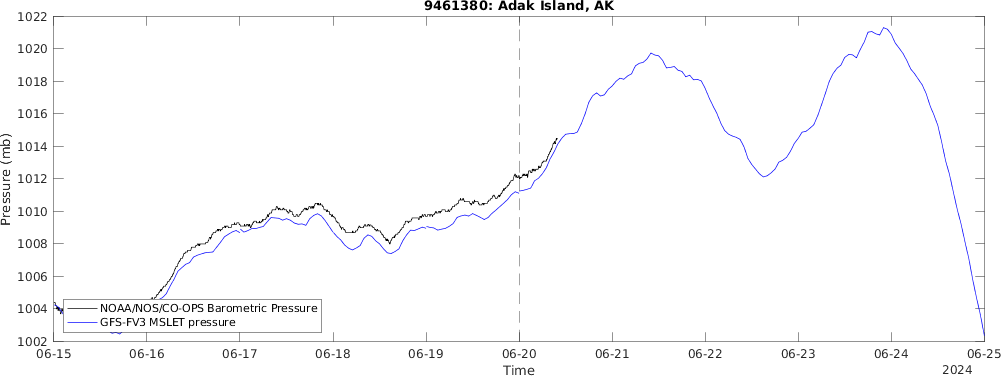 9461380: Adak Island, AK
1022
1020
1018
1016
1014
1012
1010
1008
1006
1004
1002
Pressure (mb)
NOAA/NOS/CO-OPS Barometric Pressure
GFS-FV3 MSLET pressure
06-15 06-16 06-17 06-18 06-19 06-20 06-21 06-22 06-23 06-24 06-25
Time
2024